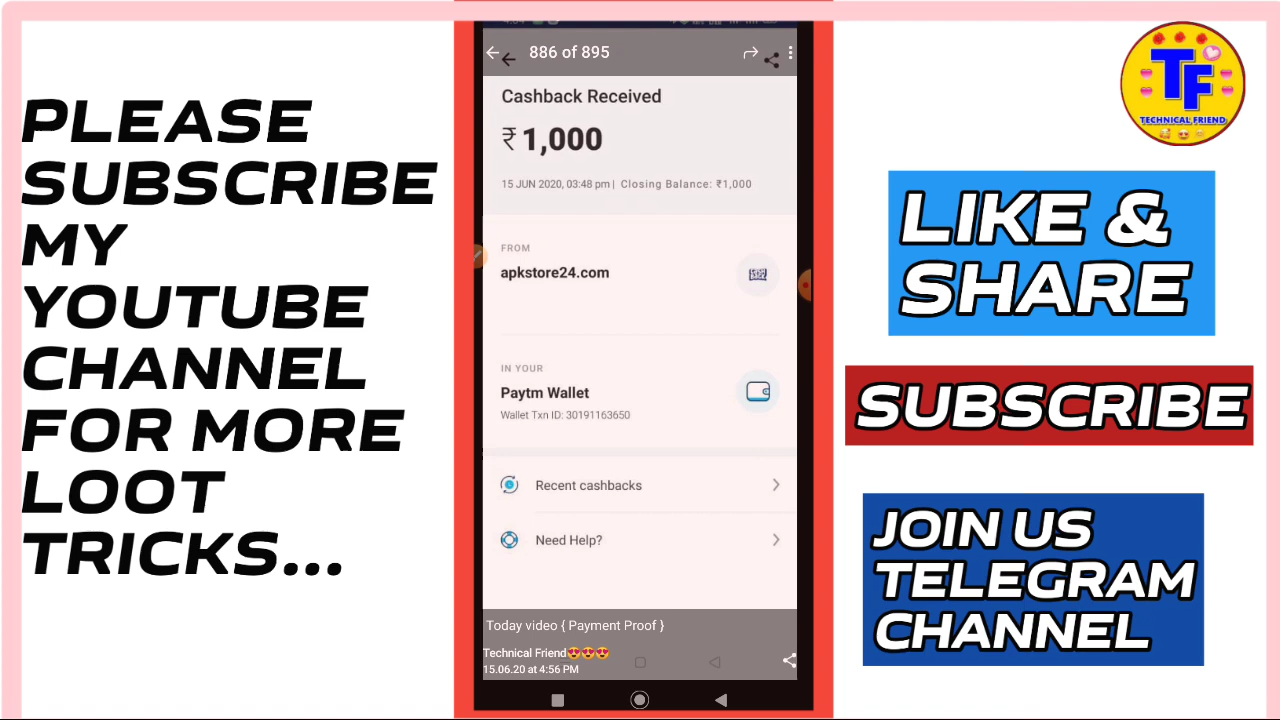 PLEASE
SUBSCRIBE
MY
YOUTUBE
CHANNEL
FOR MORE
LOOT
TRICKS...
886 of 895
Cashback Received
₹1,000
15 JUN 2020, 03:48 pm | Closing Balance: ₹1,000
FROM
apkstore24.com
IN YOUR
Paytm Wallet
Wallet Txn ID: 30191163650
Recent cashbacks
Need Help?
Today video { Payment Proof }
Technical Friend😍😍😍
15.06.20 at 4:56 PM
TF
TECHNICAL FRIEND
LIKE &
SHARE
SUBSCRIBE
JOIN US
TELEGRAM
CHANNEL